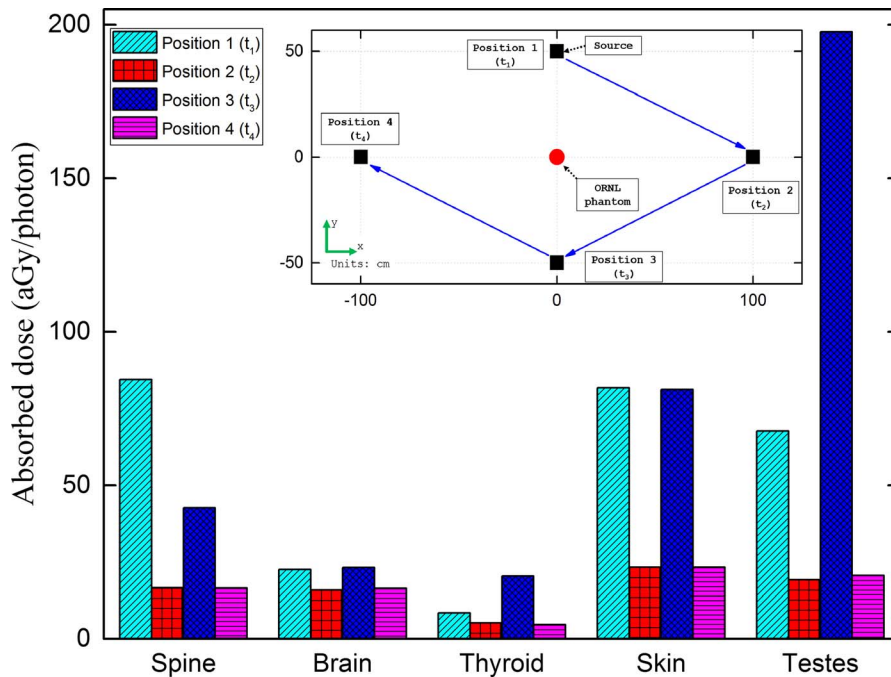 Absorbed dose (aGy/photon)
200
150
100
50
0
Position 1 (t₁)
Position 2 (t₂)
Position 3 (t₃)
Position 4 (t₄)
50
0
-50
-100
0
100
Position 1
(t₁)
Source
Position 4
(t₄)
ORNL
phantom
Position 2
(t₂)
Position 3
(t₃)
y
x
Units: cm
Spine
Brain
Thyroid
Skin
Testes